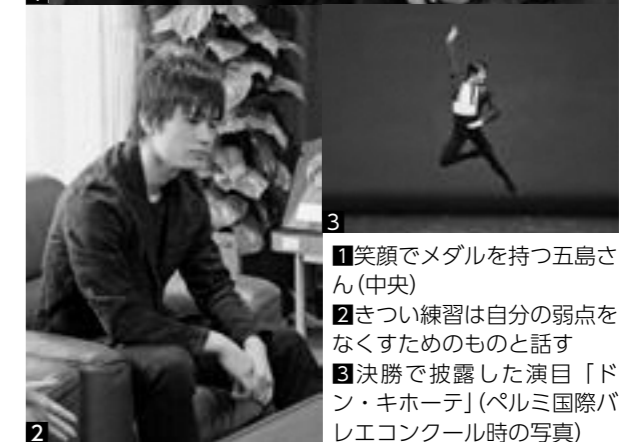 1
3
1笑顔でメダルを持つ五島さ
ん(中央)
2きつい練習は自分の弱点を
なくすためのものと話す
3決勝で披露した演目「ド
ン・キホーテ」(ペルミ国際バ
レエコンクール時の写真)
2